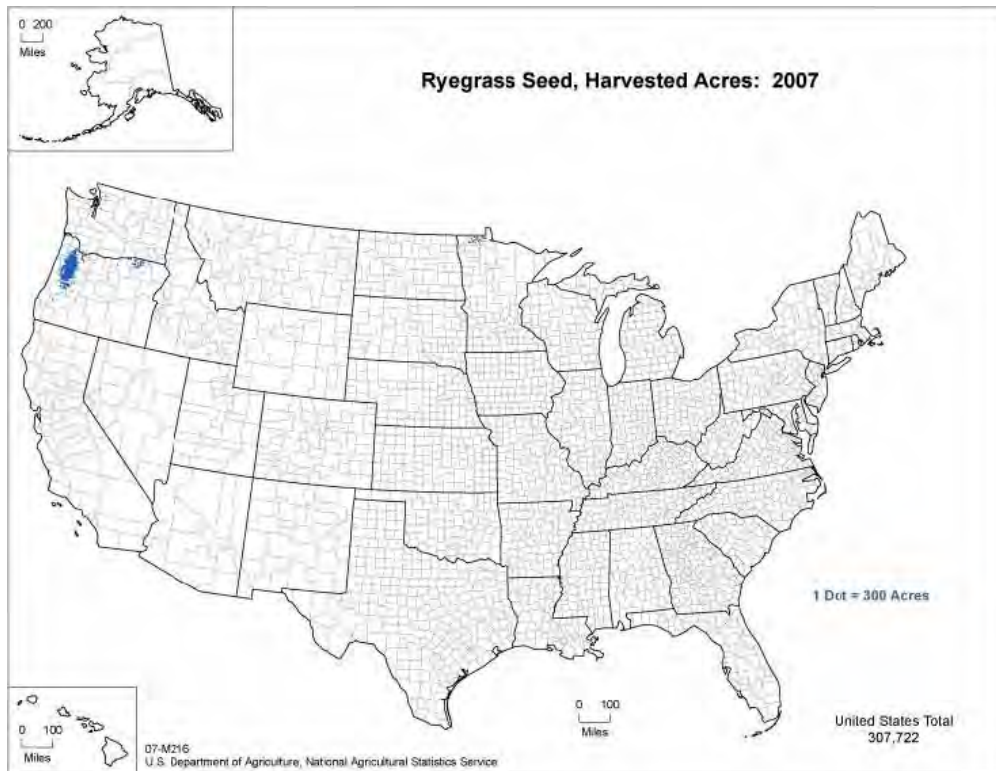 0 200
Miles
Ryegrass Seed, Harvested Acres: 2007
1 Dot = 300 Acres
0 100
Miles
0 100
Miles
United States Total
307,722
07-M216
U.S. Department of Agriculture, National Agricultural Statistics Service